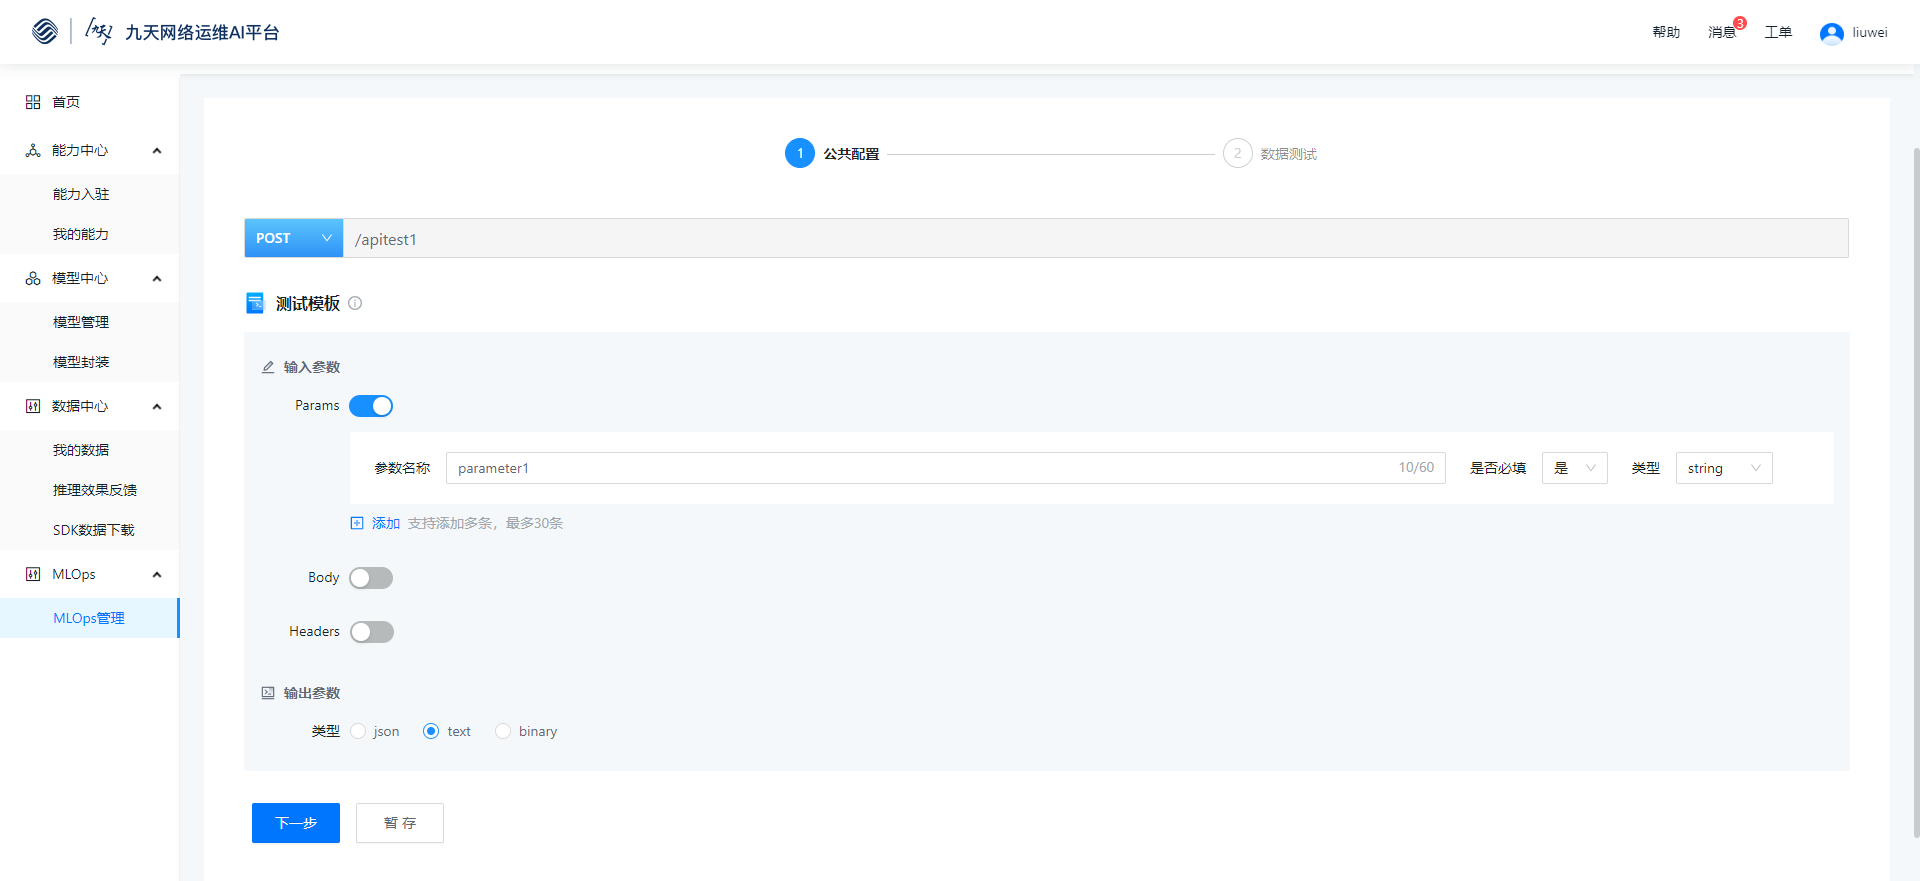 九天 九天网络运维AI平台
帮助 消息 3 工单 liuwei
首页
能力中心
能力入驻
我的能力
模型中心
模型管理
模型封装
数据中心
我的数据
推理效果反馈
SDK数据下载
MLOps
MLOps管理
1 公共配置 2 数据测试
POST /apitest1
测试模板
输入参数
Params
参数名称 parameter1 10/60 是否必填 是 类型 string
添加 支持添加多条，最多30条
Body
Headers
输出参数
类型 json text binary
下一步 暂 存